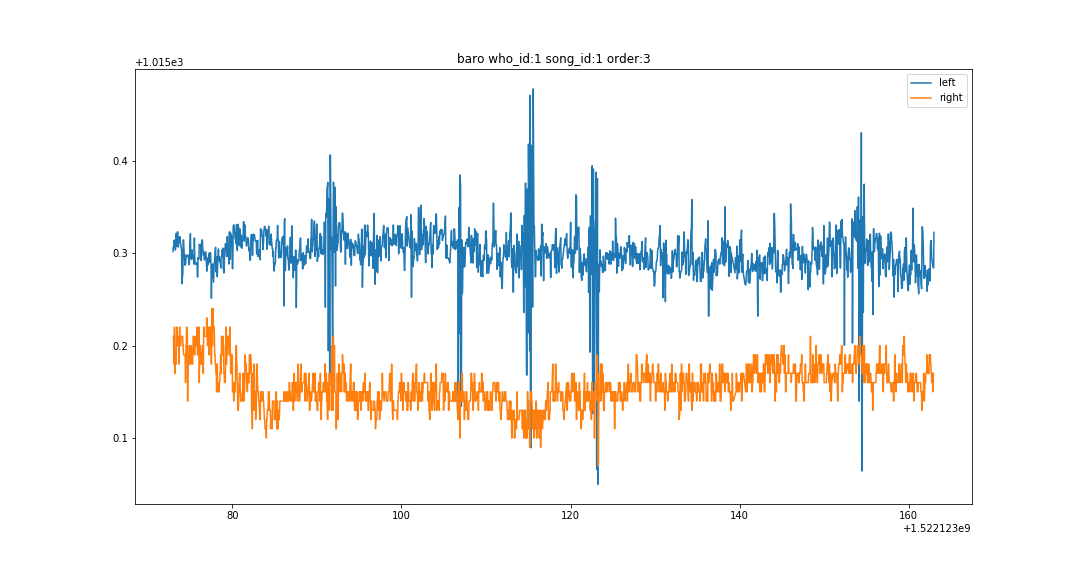 baro who_id:1 song_id:1 order:3
+1.015e3
left
right
0.4
0.3
0.2
0.1
80 100 120 140 160
+1.522123e9